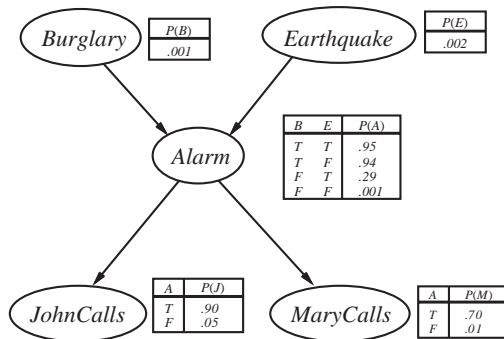 Burglary
P(B)
.001
Earthquake
P(E)
.002
Alarm
B E P(A)
T T .95
T F .94
F T .29
F F .001
JohnCalls
A P(J)
T .90
F .05
MaryCalls
A P(M)
T .70
F .01